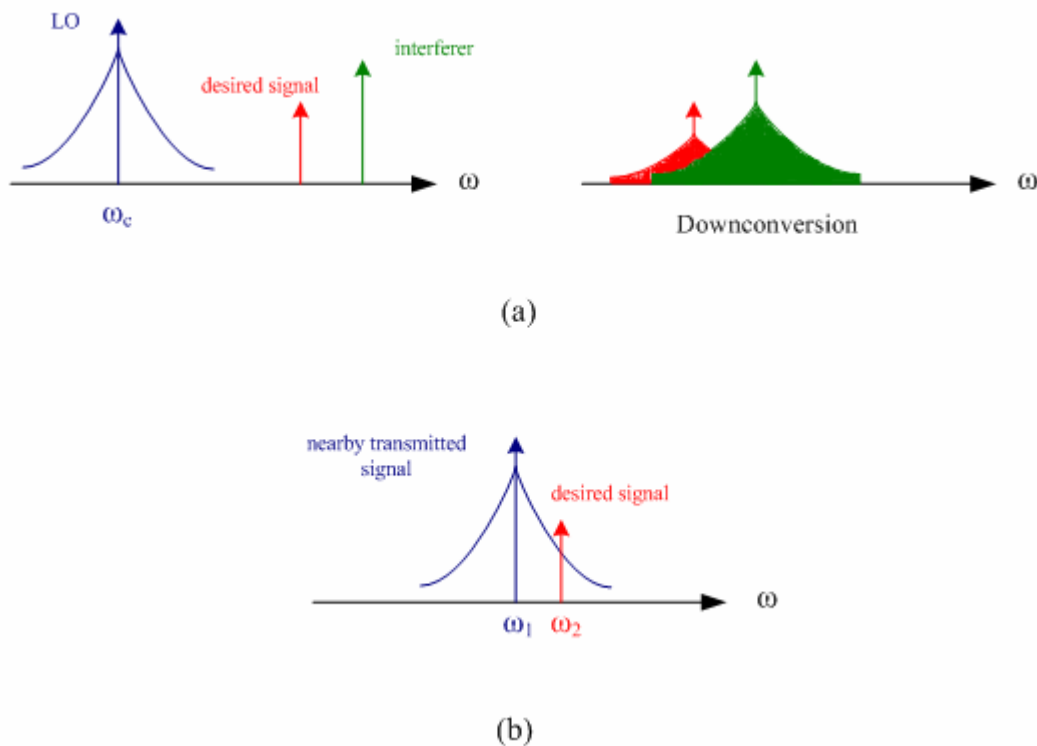 LO
interferer
desired signal
ω
ω
ωc
Downconversion
(a)
nearby transmitted
signal
desired signal
ω
ω1
ω2
(b)